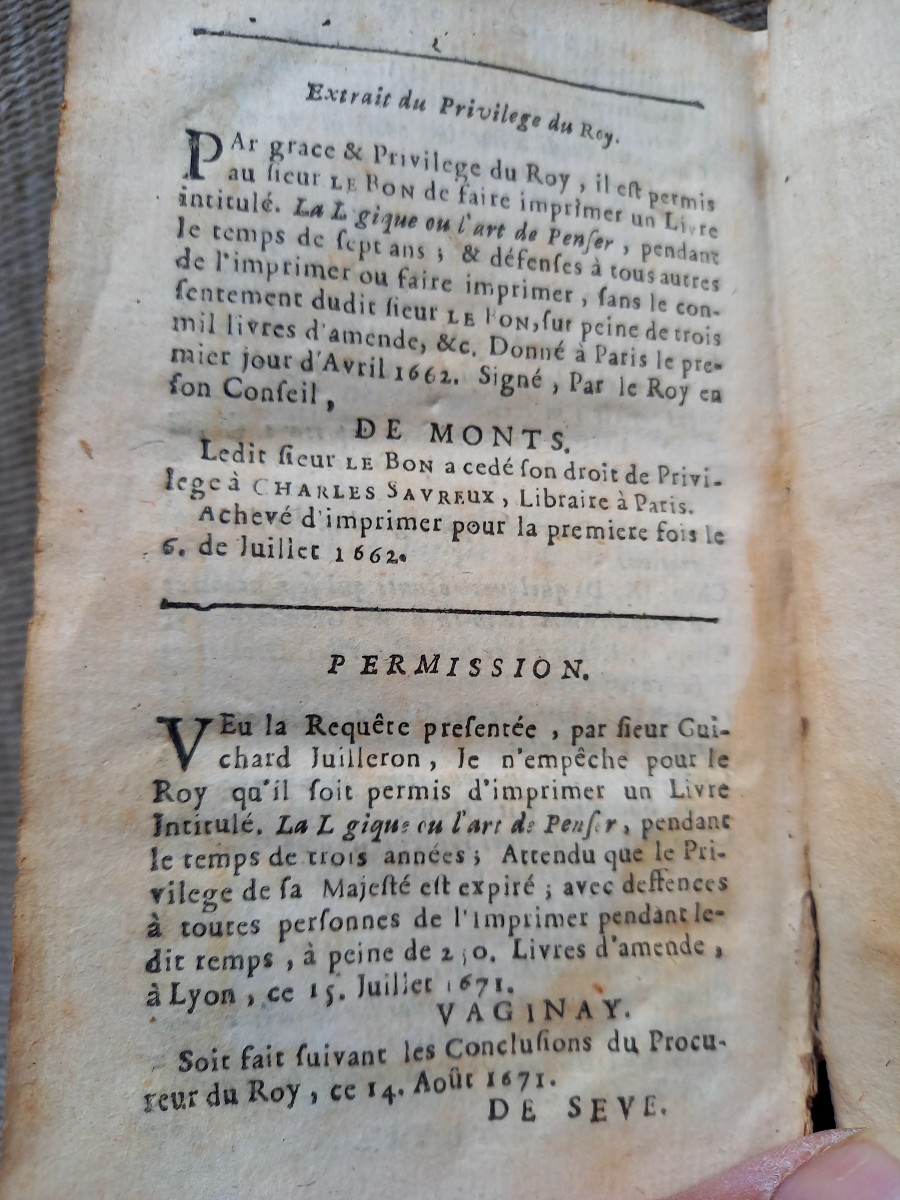 Extrait du Privilege du Roy.
PAr grace & Privilege du Roy, il eſt permis
au ſieur LE BON de faire imprimer un Livre
intitulé. La L gique ou l'art de Penſer, pendant
le temps de ſept ans; & défenſes à tous autres
de l'imprimer ou faire imprimer, ſans le con-
ſentement dudit ſieur LE BON, ſur peine de trois
mil livres d'amende, &c. Donné à Paris le pre-
mier jour d'Avril 1662. Signé, Par le Roy en
ſon Conſeil,
DE MONTS.
Ledit ſieur LE BON a cedé ſon droit de Privi-
lege à CHARLES SAVREUX, Libraire à Paris.
Achevé d'imprimer pour la premiere fois le
6. de Juillet 1662.
PERMISSION.
VEu la Requête preſentée, par ſieur Gui-
chard Juilleron, Je n'empêche pour le
Roy qu'il ſoit permis d'imprimer un Livre
Intitulé. La L gique ou l'art de Penſer, pendant
le temps de trois années; Attendu que le Pri-
vilege de ſa Majeſté eſt expiré; avec deffences
à toutes perſonnes de l'Imprimer pendant le-
dit temps, à peine de 250. Livres d'amende,
à Lyon, ce 15. Juillet 1671.
VAGINAY.
Soit fait ſuivant les Concluſions du Procu-
reur du Roy, ce 14. Août 1671.
DE SEVE.